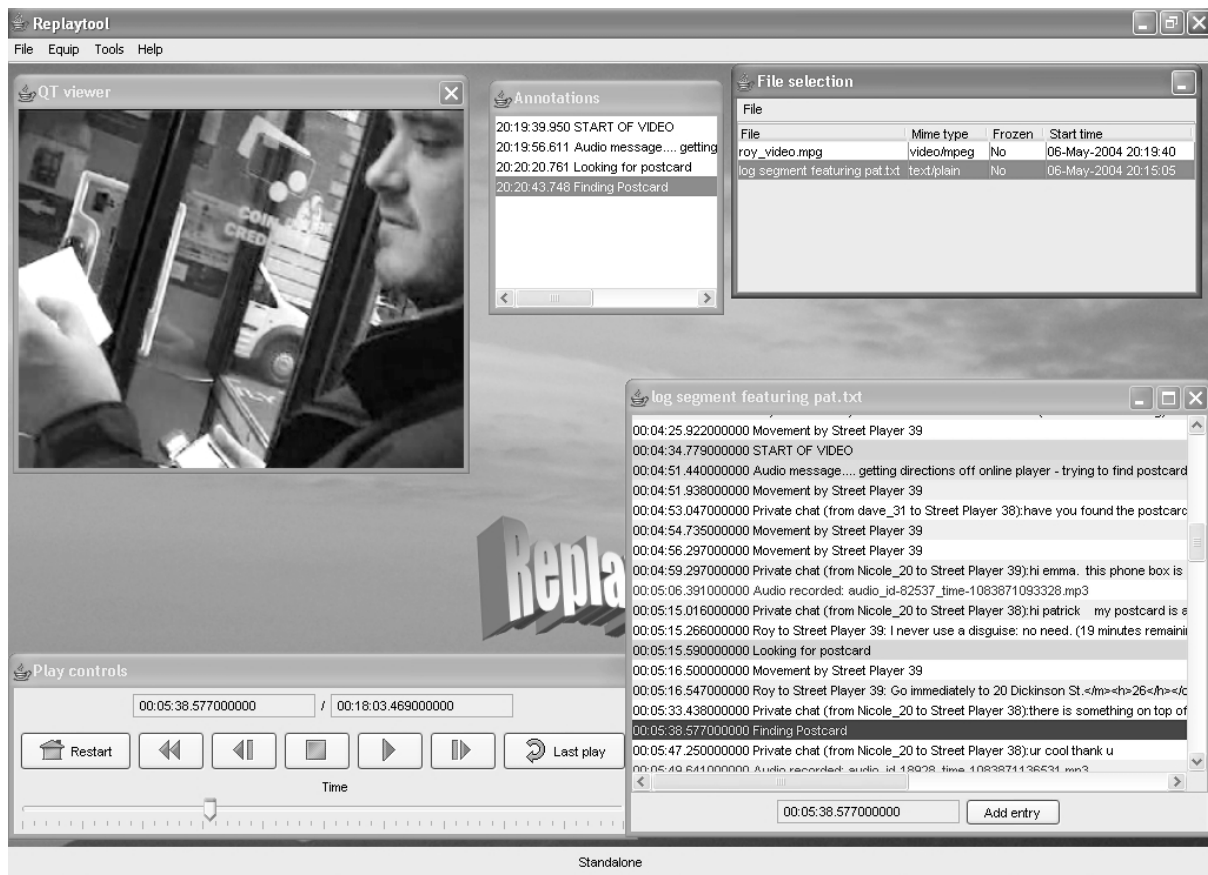 Replaytool
File Equip Tools Help
QT viewer
COIN
CRED
Annotations
20:19:39.950 START OF VIDEO
20:19:56.611 Audio message.... getting
20:20:20.761 Looking for postcard
20:20:43.748 Finding Postcard
File selection
File
File Mime type Frozen Start time
roy_video.mpg video/mpeg No 06-May-2004 20:19:40
log segment featuring pat.txt text/plain No 06-May-2004 20:15:05
Repla
log segment featuring pat.txt
00:04:25.922000000 Movement by Street Player 39
00:04:34.779000000 START OF VIDEO
00:04:51.440000000 Audio message.... getting directions off online player - trying to find postcard
00:04:51.938000000 Movement by Street Player 39
00:04:53.047000000 Private chat (from dave_31 to Street Player 38):have you found the postcarc
00:04:54.735000000 Movement by Street Player 39
00:04:56.297000000 Movement by Street Player 39
00:04:59.297000000 Private chat (from Nicole_20 to Street Player 39):hi emma. this phone box is
00:05:06.391000000 Audio recorded: audio_id-82537_time-1083871093328.mp3
00:05:15.016000000 Private chat (from Nicole_20 to Street Player 38):hi patrick my postcard is a
00:05:15.266000000 Roy to Street Player 39: I never use a disguise: no need. (19 minutes remaini
00:05:15.590000000 Looking for postcard
00:05:16.500000000 Movement by Street Player 39
00:05:16.547000000 Roy to Street Player 39: Go immediately to 20 Dickinson St.</m><h>26</h></c
00:05:33.438000000 Private chat (from Nicole_20 to Street Player 38):there is something on top of
00:05:38.577000000 Finding Postcard
00:05:47.250000000 Private chat (from Nicole_20 to Street Player 38):ur cool thank u
00:05:49.641000000 Audio recorded: audio_id-18928_time-1083871136531.mp3
00:05:38.577000000 Add entry
Play controls
00:05:38.577000000 / 00:18:03.469000000
Restart Last play
Time
Standalone